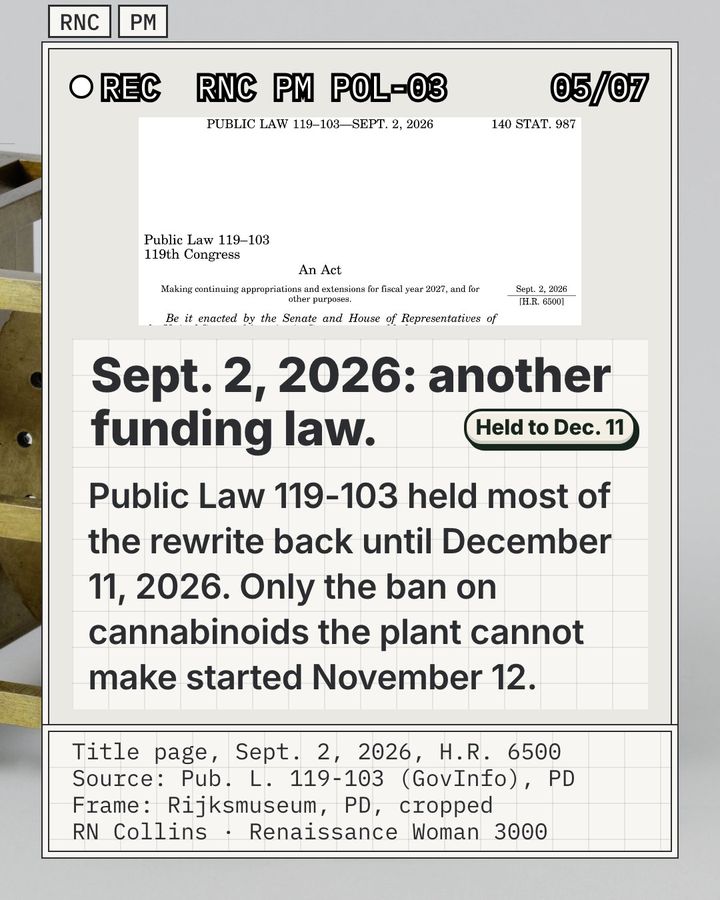 RNC PM
REC RNC PM POL-03 05/07
PUBLIC LAW 119–103—SEPT. 2, 2026 140 STAT. 987
Public Law 119–103
119th Congress
An Act
Making continuing appropriations and extensions for fiscal year 2027, and for
other purposes.
Sept. 2, 2026
[H.R. 6500]
Be it enacted by the Senate and House of Representatives of
Sept. 2, 2026: another
funding law.
Held to Dec. 11
Public Law 119-103 held most of
the rewrite back until December
11, 2026. Only the ban on
cannabinoids the plant cannot
make started November 12.
Title page, Sept. 2, 2026, H.R. 6500
Source: Pub. L. 119-103 (GovInfo), PD
Frame: Rijksmuseum, PD, cropped
RN Collins · Renaissance Woman 3000